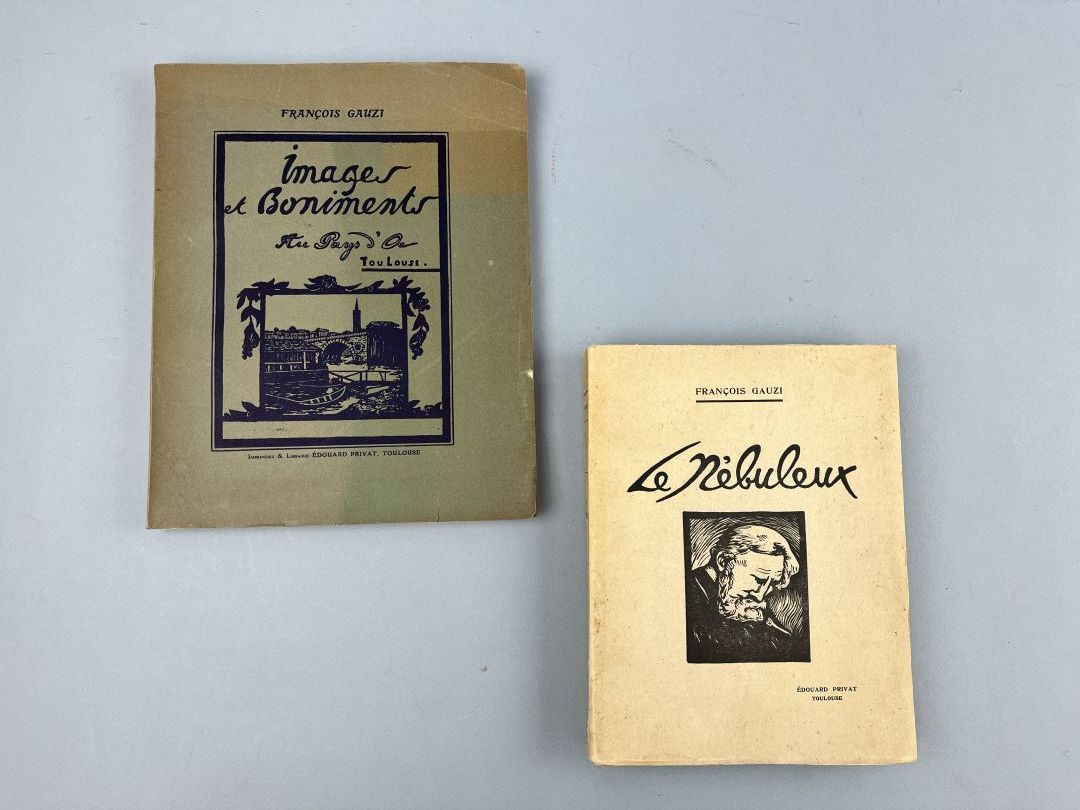 FRANÇOIS GAUZI
Images
et Boniments
Au Pays d'Oc
TOULOUSE.
IMPRIMERIE & LIBRAIRIE ÉDOUARD PRIVAT, TOULOUSE
FRANÇOIS GAUZI
Le Nébuleux
ÉDOUARD PRIVAT
TOULOUSE